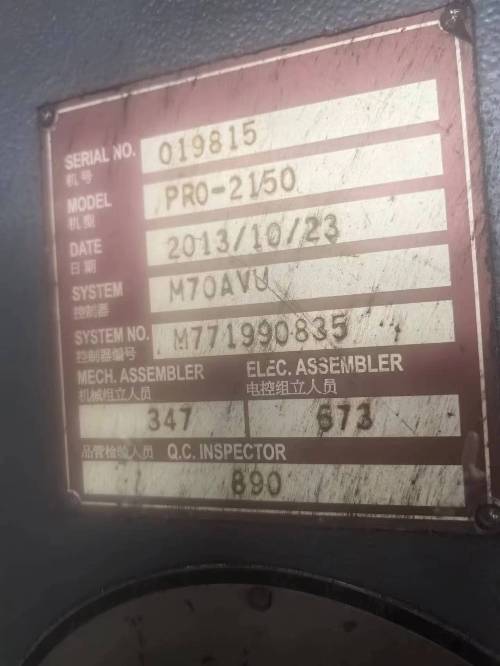 SERIAL NO. 019815
机号
MODEL PRO-2150
机型
DATE 2013/10/23
日期
SYSTEM M70AVU
控制器
SYSTEM NO. M771990835
控制器编号
MECH. ASSEMBLER ELEC. ASSEMBLER
机械组立人员 电控组立人员
347 673
品管检验人员 Q.C. INSPECTOR
890